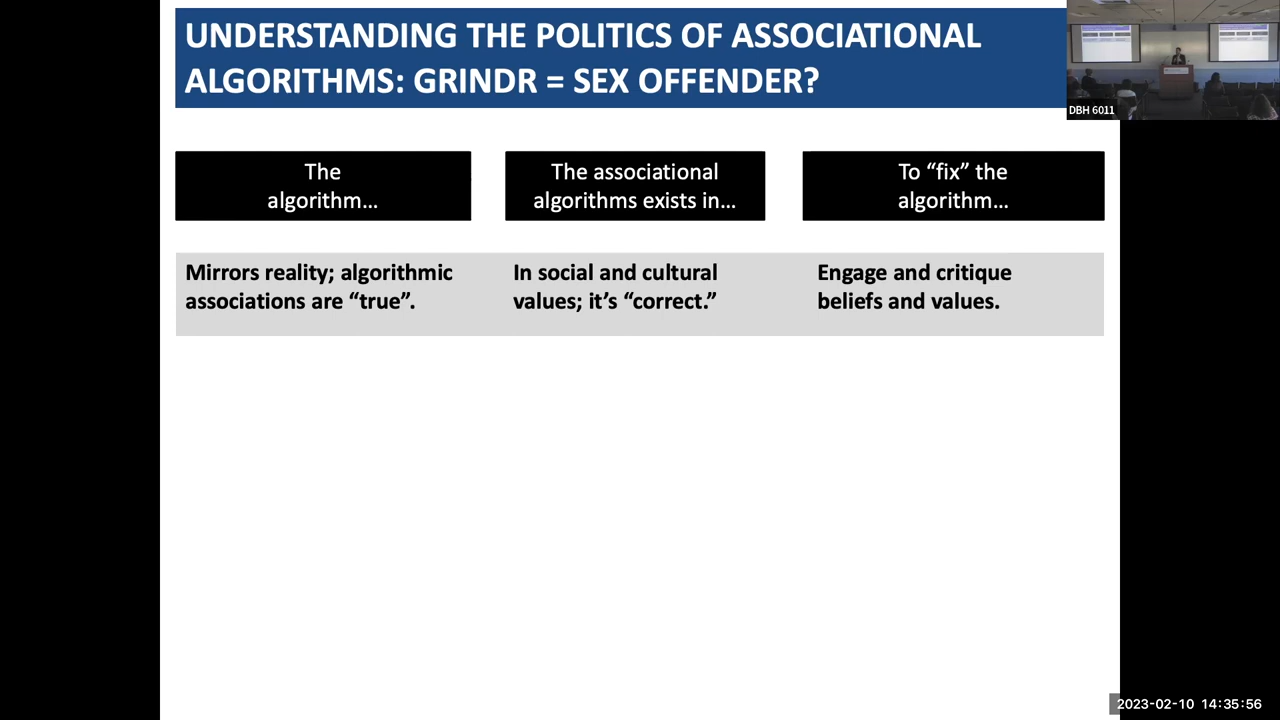 UNDERSTANDING THE POLITICS OF ASSOCIATIONAL
ALGORITHMS: GRINDR = SEX OFFENDER?
DBH 6011
The
algorithm…
The associational
algorithms exists in…
To “fix” the
algorithm…
Mirrors reality; algorithmic
associations are “true”.
In social and cultural
values; it’s “correct.”
Engage and critique
beliefs and values.
2023-02-10 14:35:56